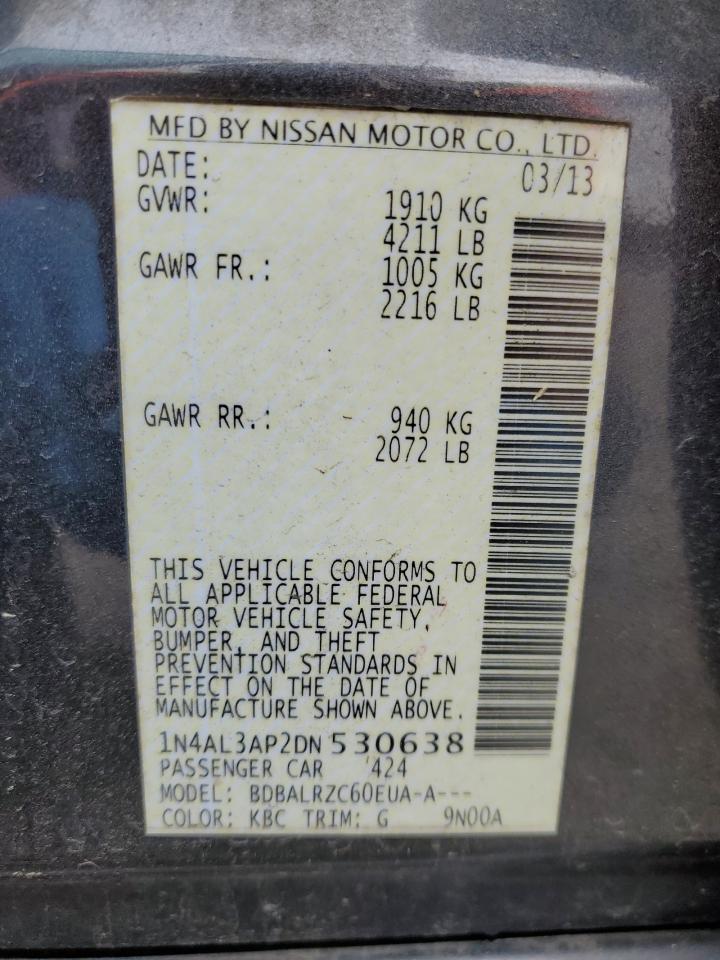 MFD BY NISSAN MOTOR CO., LTD.
DATE: 03/13
GVWR: 1910 KG
4211 LB
GAWR FR.: 1005 KG
2216 LB
GAWR RR.: 940 KG
2072 LB
THIS VEHICLE CONFORMS TO
ALL APPLICABLE FEDERAL
MOTOR VEHICLE SAFETY,
BUMPER, AND THEFT
PREVENTION STANDARDS IN
EFFECT ON THE DATE OF
MANUFACTURE SHOWN ABOVE.
1N4AL3AP2DN530638
PASSENGER CAR 424
MODEL: BDBALRZC60EUA-A---
COLOR: KBC TRIM: G 9N00A